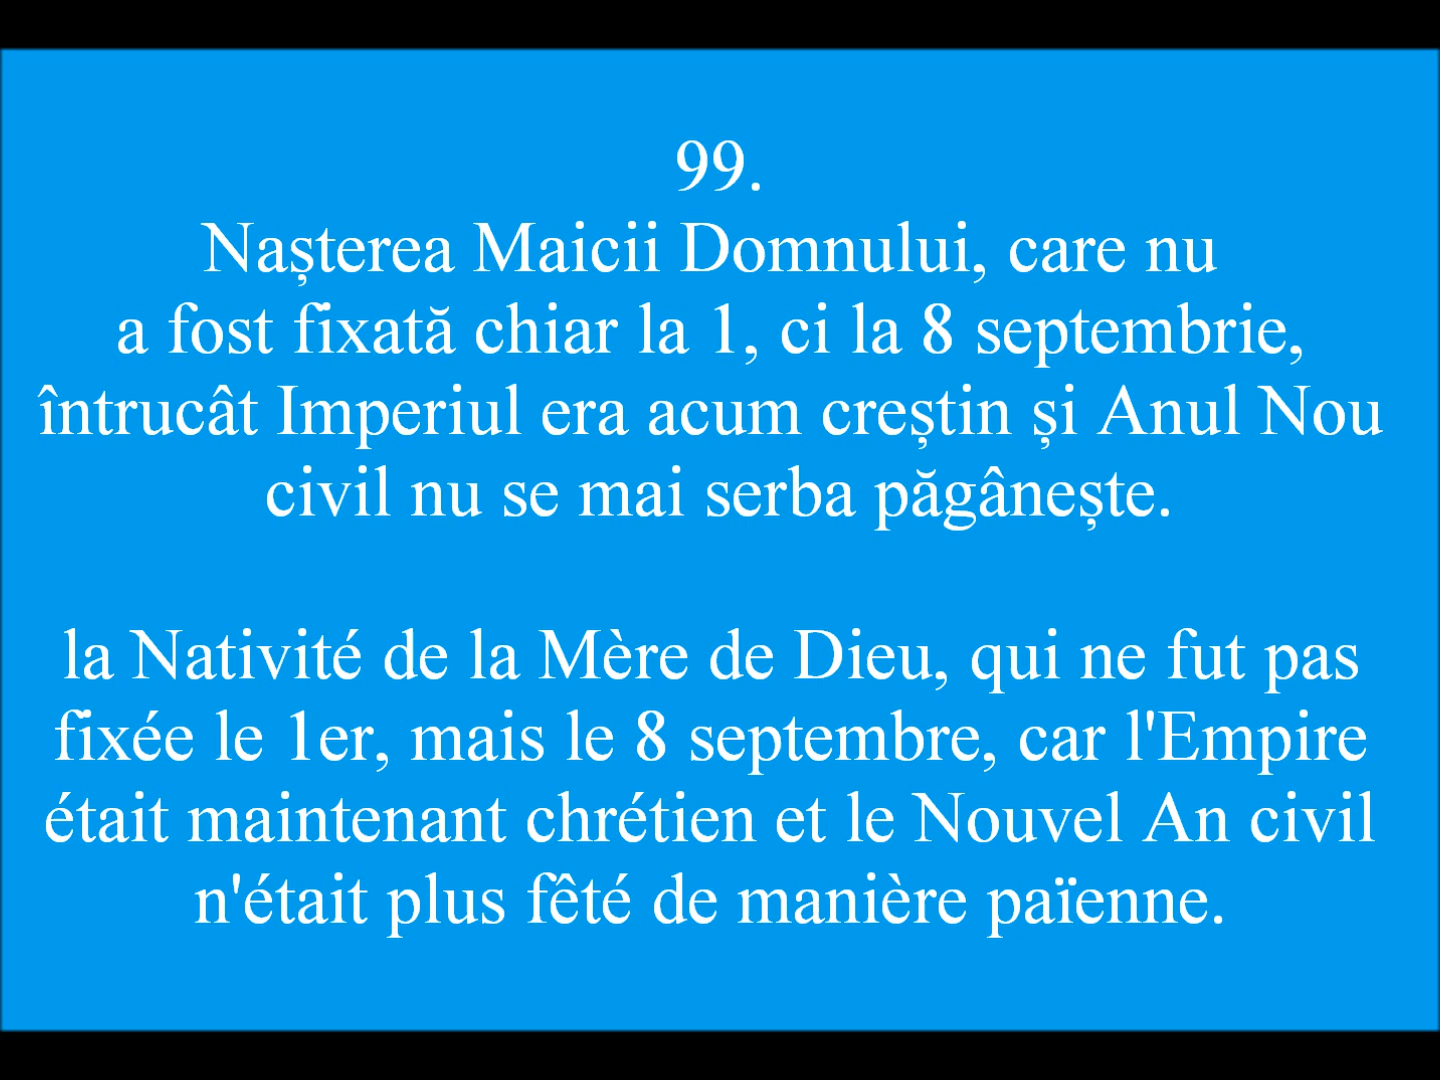 99.
Nașterea Maicii Domnului, care nu
a fost fixată chiar la 1, ci la 8 septembrie,
întrucât Imperiul era acum creștin și Anul Nou
civil nu se mai serba păgânește.
la Nativité de la Mère de Dieu, qui ne fut pas
fixée le 1er, mais le 8 septembre, car l'Empire
était maintenant chrétien et le Nouvel An civil
n'était plus fêté de manière païenne.